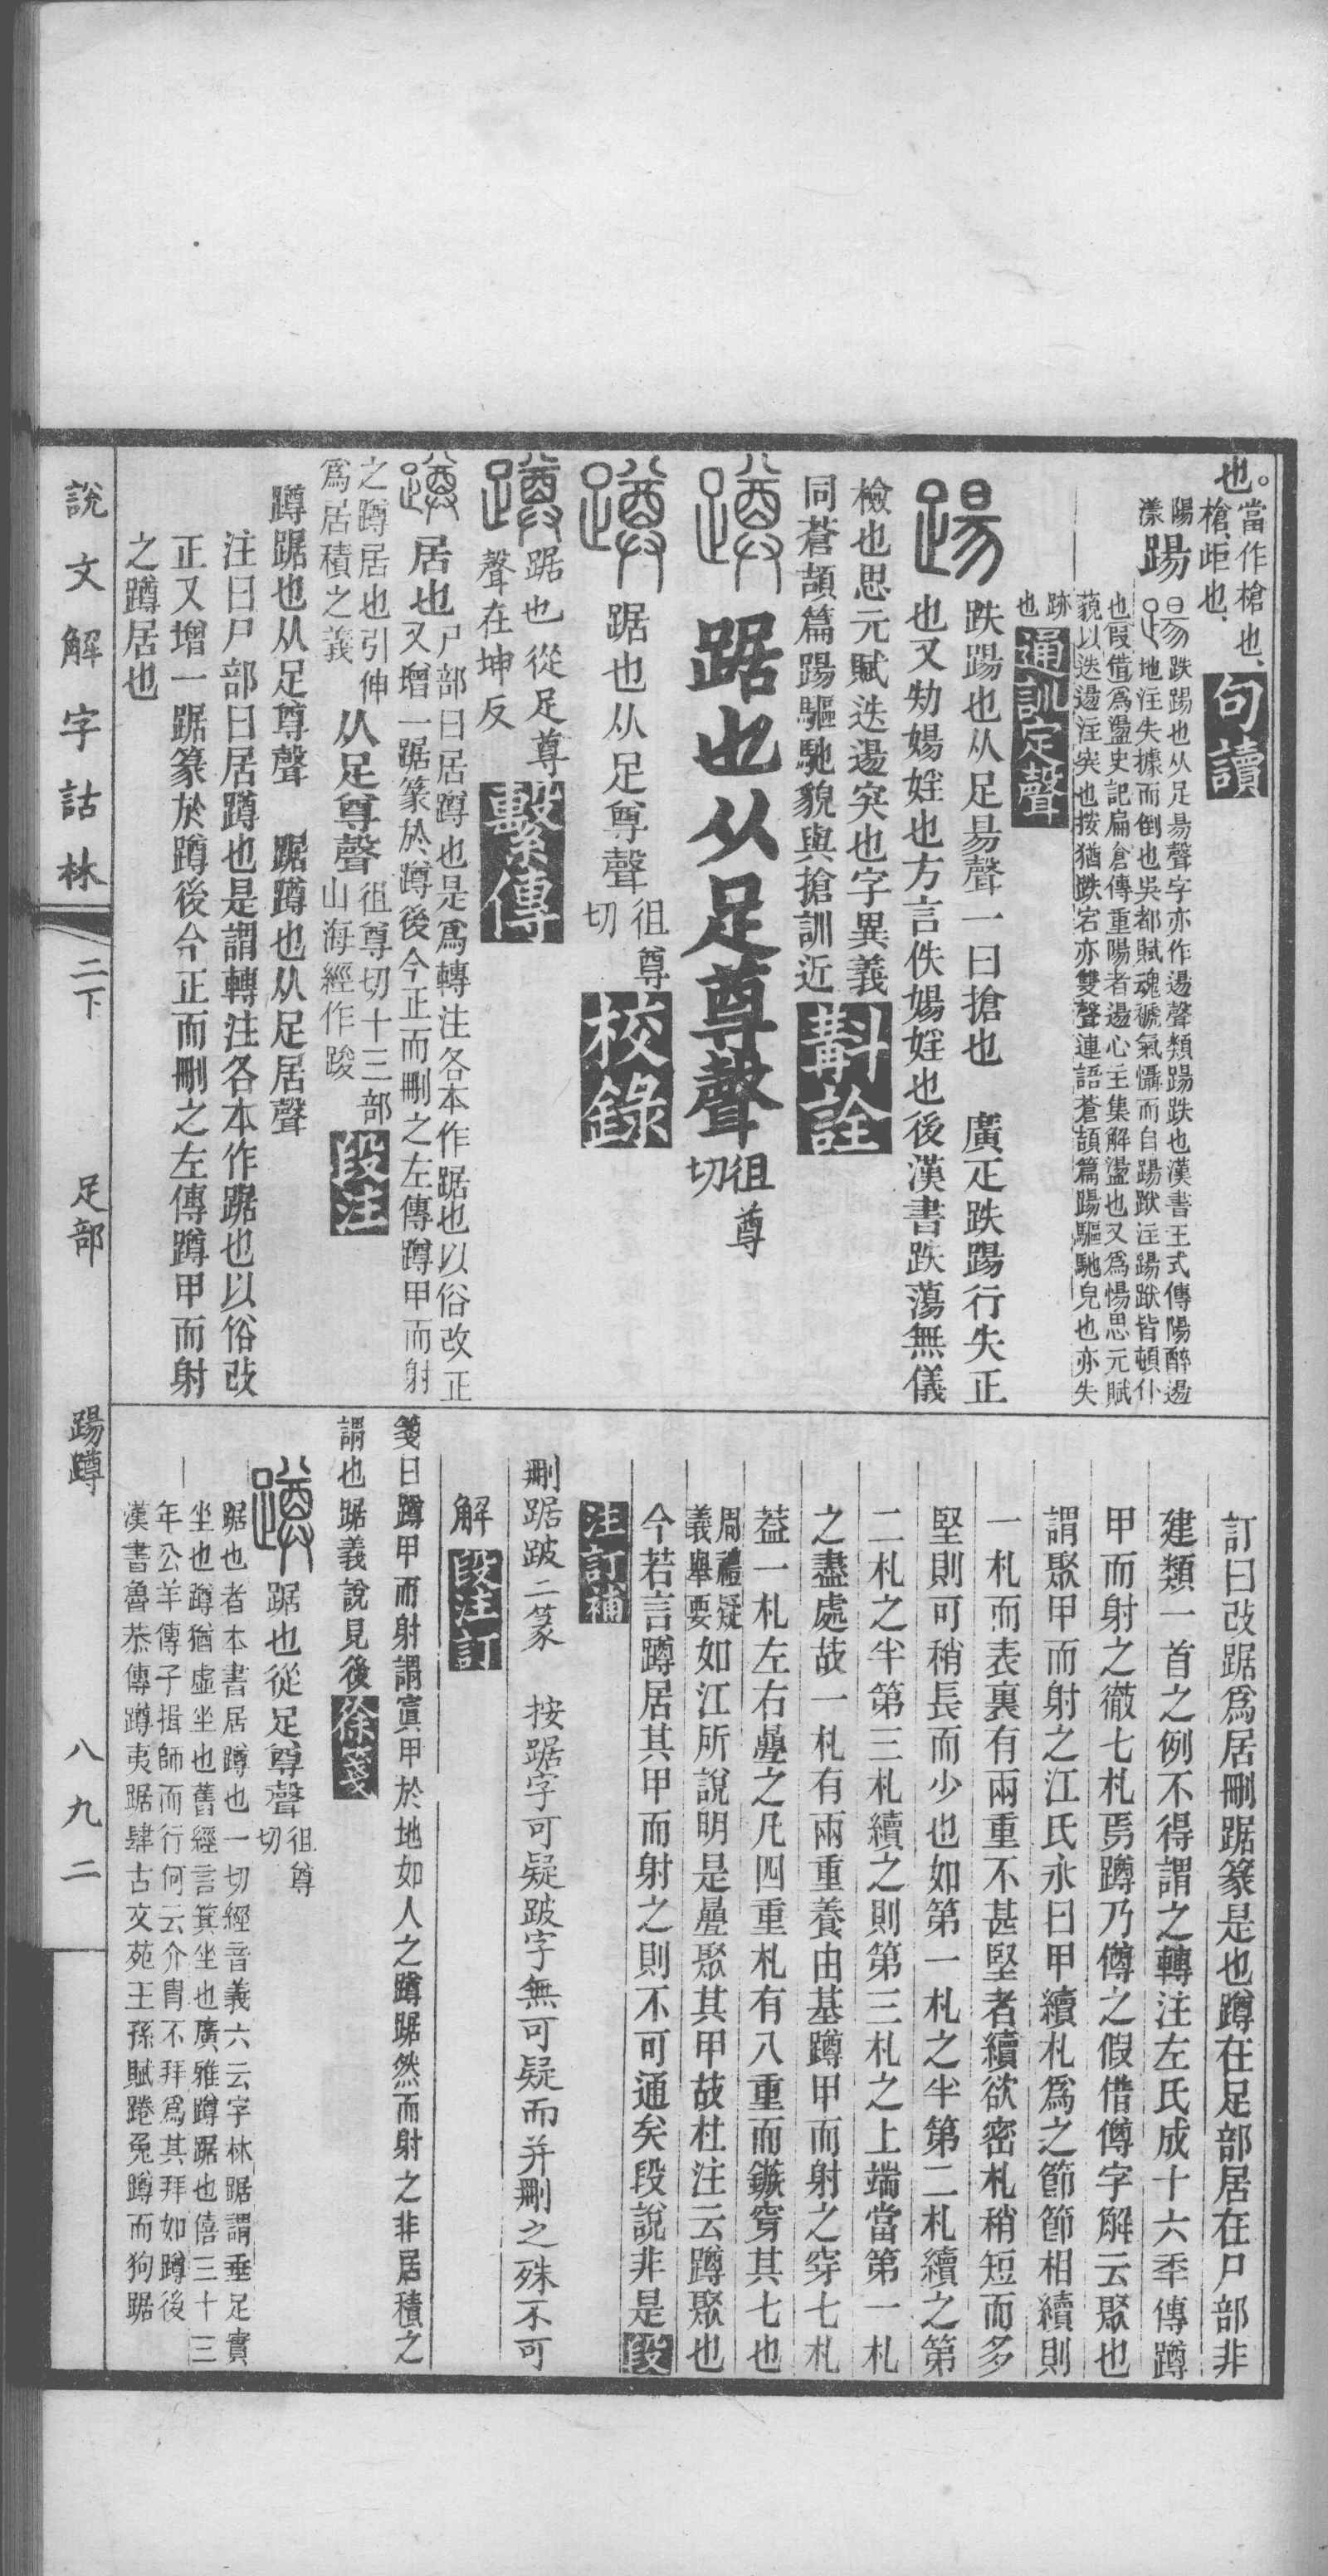 也。當作槍也、
槍歫也、句讀
陽
漾踼
跌踼也从足昜聲字亦作逿聲類踼跌也漢書王式傳陽醉逿
地注失據而倒也吳都賦魂褫氣懾而自踼䟮注踼䟮皆頓仆
也叚借爲盪史記扁倉傳重陽者逿心主集解盪也又爲愓思元賦
藐以迭逿注突也按猶跌宕亦雙聲連語蒼頡篇踼驅馳皃也亦失
跡
也通訓定聲
踼跌踼也从足昜聲一曰搶也 廣疋跌踼行失正
也又劮婸婬也方言佚婸婬也後漢書跌蕩無儀
檢也思元賦迭逿突也字異義
同蒼頡篇踼驅馳貌與搶訓近斠詮
蹲踞也从足尊聲徂尊切
蹲踞也从足尊聲徂尊切校錄
蹲踞也從足尊
聲在坤反繫傳
蹲居也尸部曰居蹲也是爲轉注各本作踞也以俗改正
又增一踞篆於蹲後今正而刪之左傳蹲甲而射
之蹲居也引伸
爲居積之義从足尊聲徂尊切十三部
山海經作踆段注
蹲踞也从足尊聲 踞蹲也从足居聲
注曰尸部曰居蹲也是謂轉注各本作踞也以俗改
正又增一踞篆於蹲後今正而刪之左傳蹲甲而射
之蹲居也
訂曰改踞爲居刪踞篆是也蹲在足部居在尸部非
建類一首之例不得謂之轉注左氏成十六年傳蹲
甲而射之徹七札焉蹲乃僔之假借僔字解云聚也
謂聚甲而射之江氏永曰甲續札爲之節節相續則
一札而表裏有兩重不甚堅者續欲密札稍短而多
堅則可稍長而少也如第一札之半第二札續之第
二札之半第三札續之則第三札之上端當第一札
之盡處故一札有兩重養由基蹲甲而射之穿七札
葢一札左右疊之凡四重札有八重而鏃穿其七也
周禮疑
義舉要如江所說明是疊聚其甲故杜注云蹲聚也
今若言蹲居其甲而射之則不可通矣段說非是段
注訂補
刪踞跛二篆 按踞字可疑跛字無可疑而并刪之殊不可
解段注訂
箋曰蹲甲而射謂寘甲於地如人之蹲踞然而射之非居積之
謂也踞義說見後徐箋
蹲踞也從足尊聲徂尊切
踞也者本書居蹲也一切經音義六云字林踞謂垂足實
坐也蹲猶虛坐也舊經言箕坐也廣雅蹲踞也僖三十三
年公羊傳子揖師而行何云介冑不拜爲其拜如蹲後
漢書魯恭傳蹲夷踞肆古文苑王孫賦踡兔蹲而狗踞
說文解字詁林 二下 足部 踼蹲 八九二